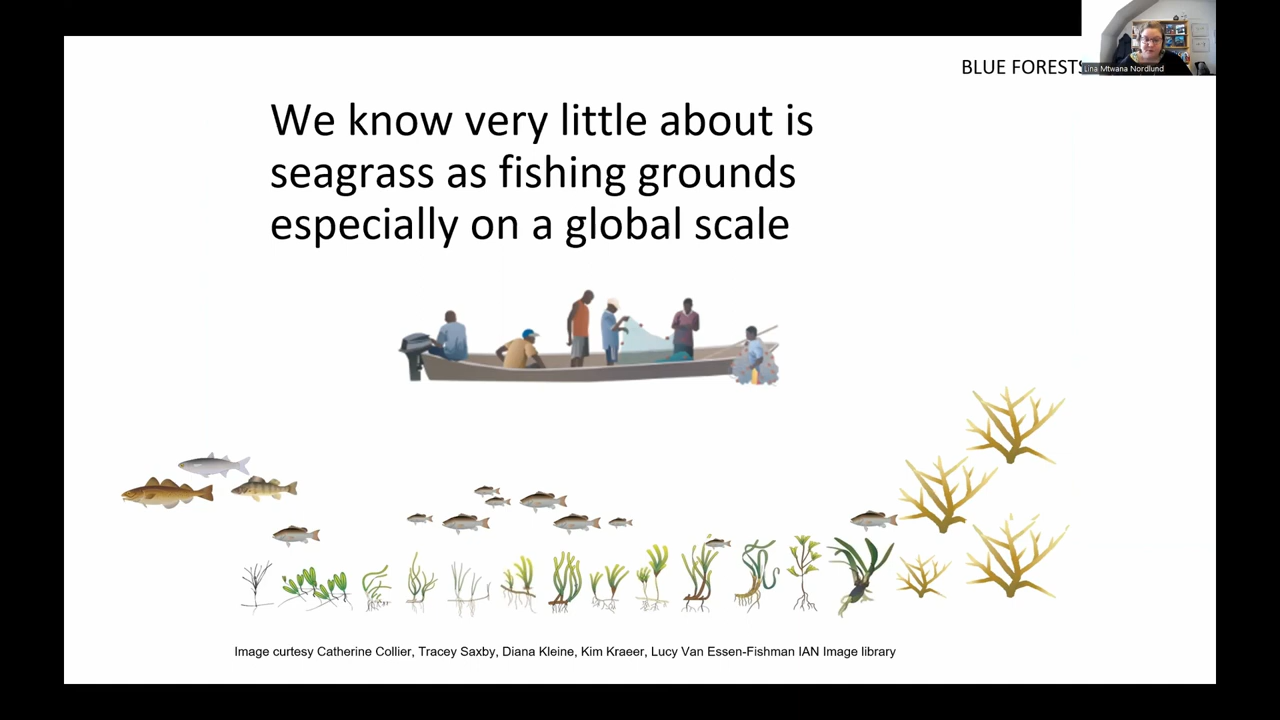 BLUE FORESTS
Lina Mtwana Nordlund
We know very little about is
seagrass as fishing grounds
especially on a global scale
Image curtesy Catherine Collier, Tracey Saxby, Diana Kleine, Kim Kraeer, Lucy Van Essen-Fishman IAN Image library